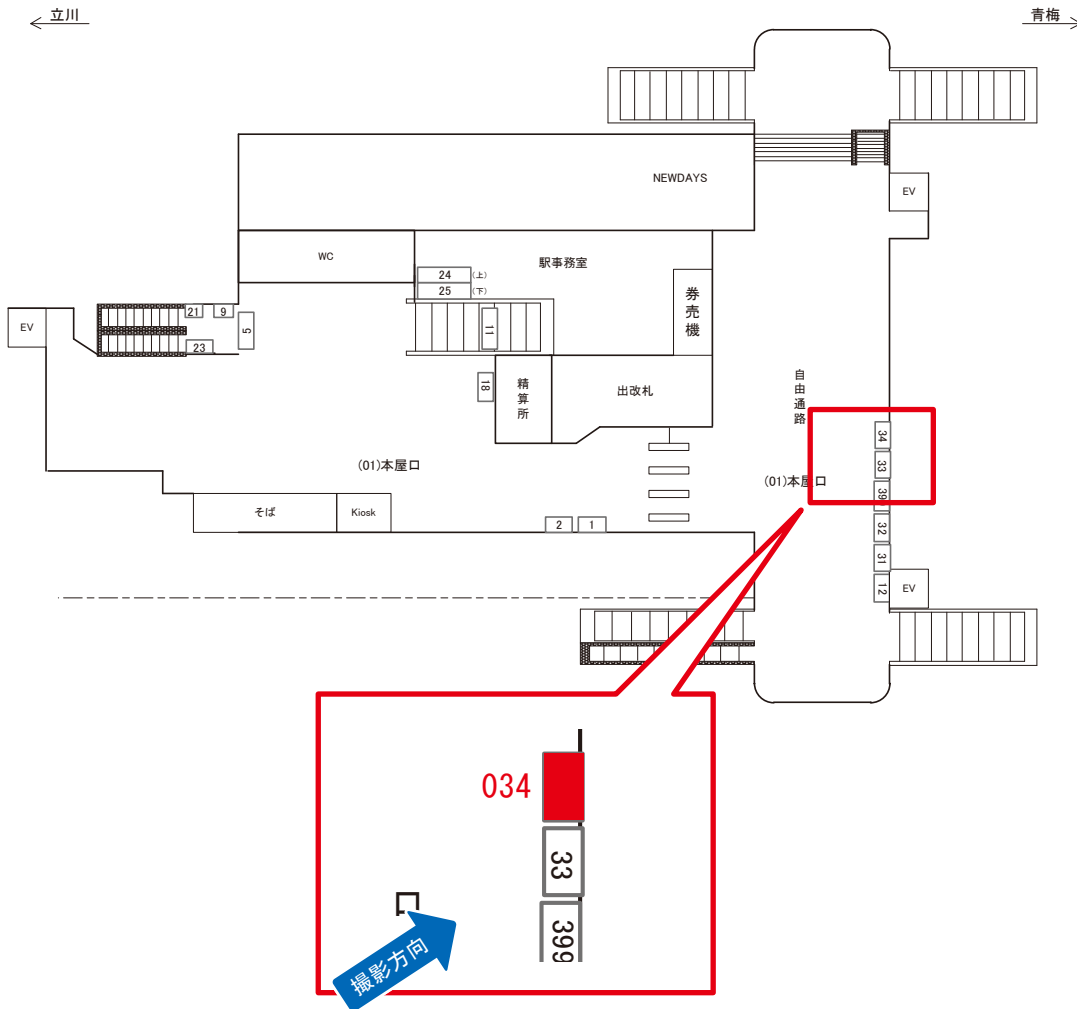 立川
青梅
NEWDAYS
EV
WC
駅事務室
24
(上)
25
(下)
券売機
EV
21
9
5
23
11
18
精算所
出改札
自由通路
34
33
(01)本屋口
(01)本屋口
399
そば
Kiosk
2
1
32
31
12
EV
034
33
口
399
撮影方向